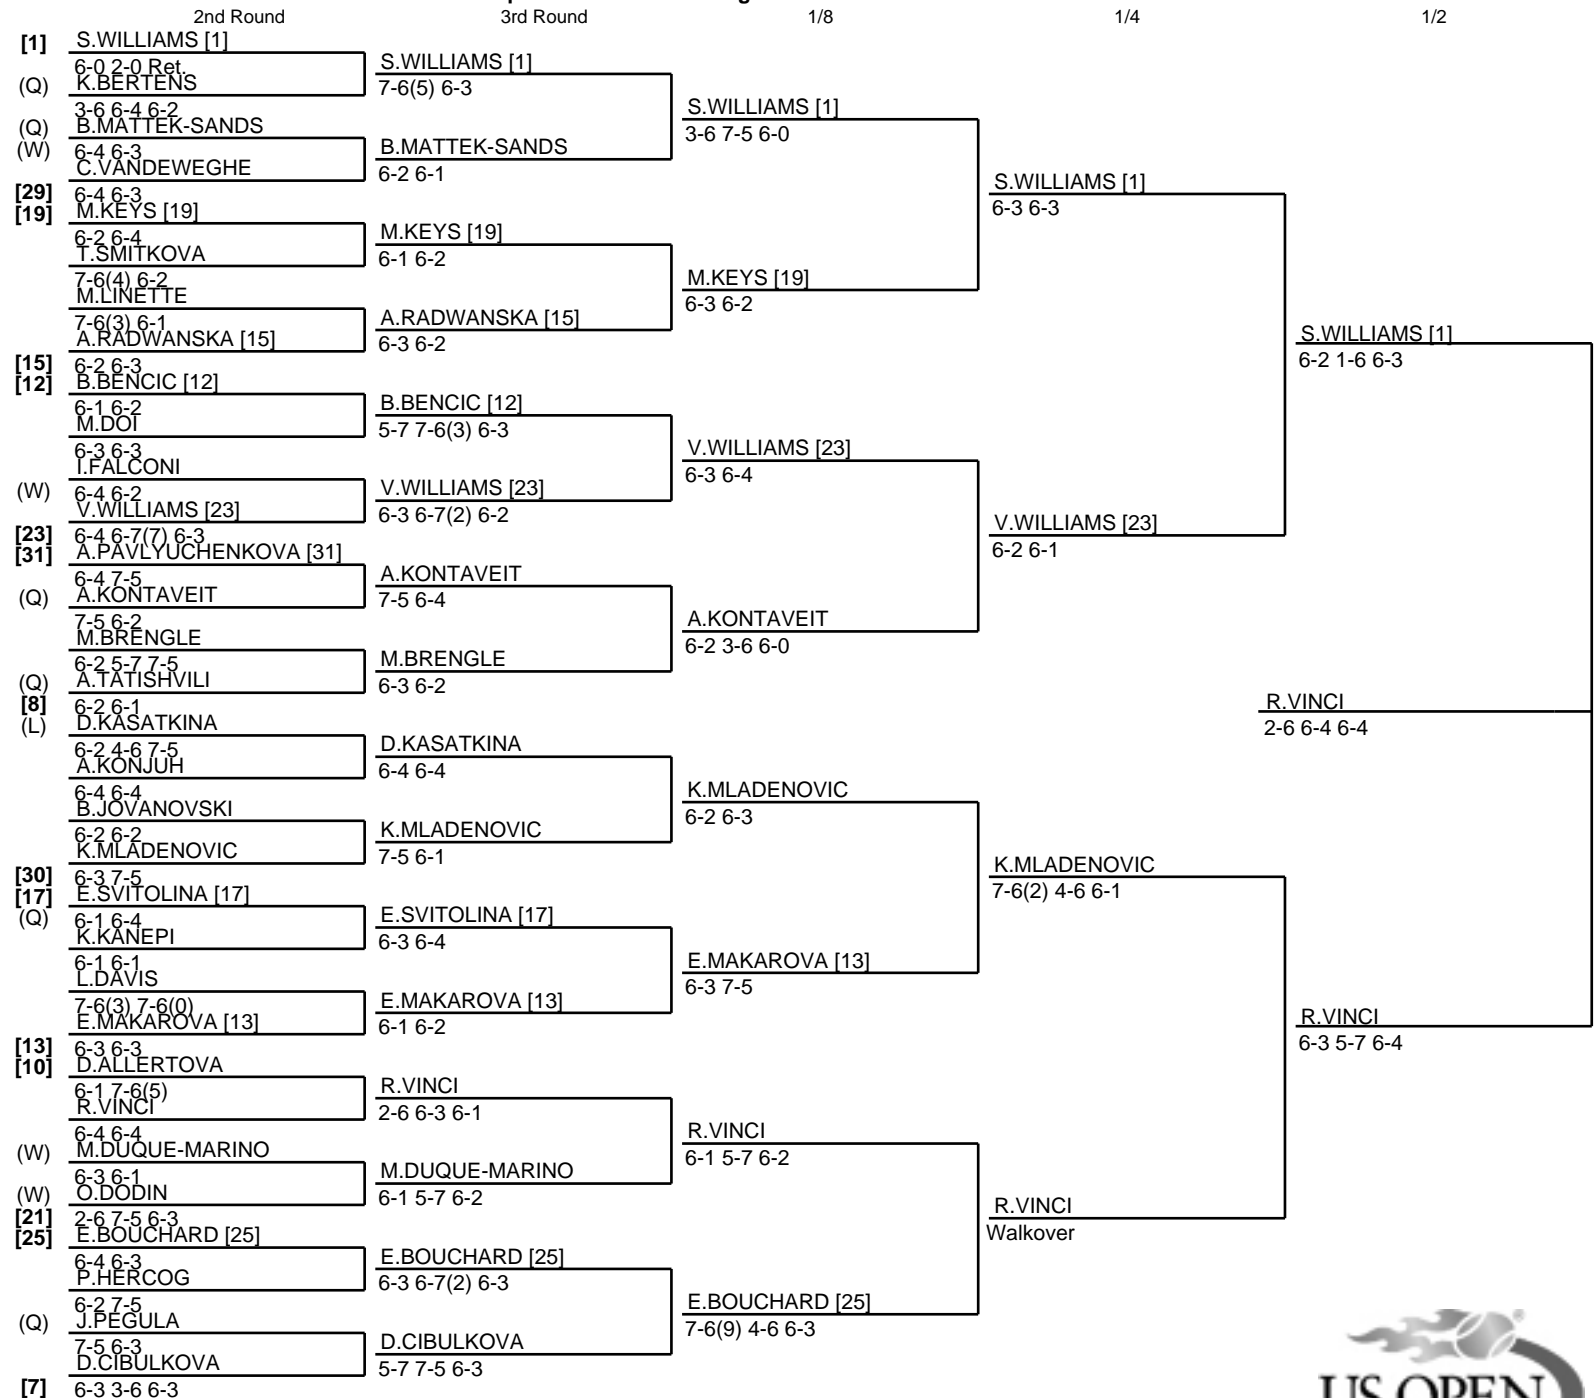 2nd Round 3rd Round 1/8 1/4 1/2
[1] S.WILLIAMS [1]
6-0 2-0 Ret.
(Q) K.BERTENS
3-6 6-4 6-2
(Q) B.MATTEK-SANDS
(W) 6-4 6-3
C.VANDEWEGHE
[29] 6-4 6-3
[19] M.KEYS [19]
6-2 6-4
T.SMITKOVA
7-6(4) 6-2
M.LINETTE
7-6(3) 6-1
A.RADWANSKA [15]
[15] 6-2 6-3
[12] B.BENCIC [12]
6-1 6-2
M.DOI
6-3 6-3
I.FALCONI
(W) 6-4 6-2
V.WILLIAMS [23]
[23] 6-4 6-7(7) 6-3
[31] A.PAVLYUCHENKOVA [31]
6-4 7-5
(Q) A.KONTAVEIT
7-5 6-2
M.BRENGLE
6-2 5-7 7-5
(Q) A.TATISHVILI
[8] 6-2 6-1
(L) D.KASATKINA
6-2 4-6 7-5
A.KONJUH
6-4 6-4
B.JOVANOVSKI
6-2 6-2
K.MLADENOVIC
[30] 6-3 7-5
[17] E.SVITOLINA [17]
(Q) 6-1 6-4
K.KANEPI
6-1 6-1
L.DAVIS
7-6(3) 7-6(0)
E.MAKAROVA [13]
[13] 6-3 6-3
[10] D.ALLERTOVA
6-1 7-6(5)
R.VINCI
6-4 6-4
(W) M.DUQUE-MARINO
6-3 6-1
(W) O.DODIN
[21] 2-6 7-5 6-3
[25] E.BOUCHARD [25]
6-4 6-3
P.HERCOG
6-2 7-5
(Q) J.PEGULA
7-5 6-3
D.CIBULKOVA
[7] 6-3 3-6 6-3
S.WILLIAMS [1]
7-6(5) 6-3
B.MATTEK-SANDS
6-2 6-1
M.KEYS [19]
6-1 6-2
A.RADWANSKA [15]
6-3 6-2
B.BENCIC [12]
5-7 7-6(3) 6-3
V.WILLIAMS [23]
6-3 6-7(2) 6-2
A.KONTAVEIT
7-5 6-4
M.BRENGLE
6-3 6-2
D.KASATKINA
6-4 6-4
K.MLADENOVIC
7-5 6-1
E.SVITOLINA [17]
6-3 6-4
E.MAKAROVA [13]
6-1 6-2
R.VINCI
2-6 6-3 6-1
M.DUQUE-MARINO
6-1 5-7 6-2
E.BOUCHARD [25]
6-3 6-7(2) 6-3
D.CIBULKOVA
5-7 7-5 6-3
S.WILLIAMS [1]
3-6 7-5 6-0
M.KEYS [19]
6-3 6-2
V.WILLIAMS [23]
6-3 6-4
A.KONTAVEIT
6-2 3-6 6-0
K.MLADENOVIC
6-2 6-3
E.MAKAROVA [13]
6-3 7-5
R.VINCI
6-1 5-7 6-2
E.BOUCHARD [25]
7-6(9) 4-6 6-3
S.WILLIAMS [1]
6-3 6-3
V.WILLIAMS [23]
6-2 6-1
K.MLADENOVIC
7-6(2) 4-6 6-1
R.VINCI
Walkover
S.WILLIAMS [1]
6-2 1-6 6-3
R.VINCI
6-3 5-7 6-4
R.VINCI
2-6 6-4 6-4
US OPEN